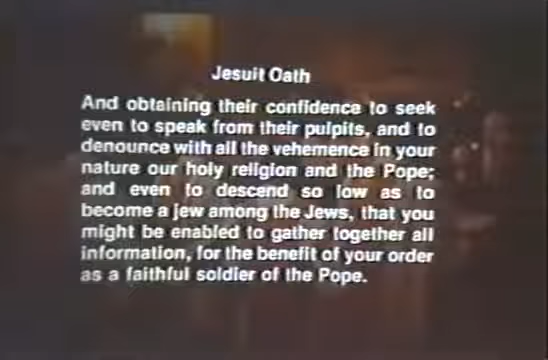 Jesuit Oath
And obtaining their confidence to seek
even to speak from their pulpits, and to
denounce with all the vehemence in your
nature our holy religion and the Pope;
and even to descend so low as to
become a jew among the Jews, that you
might be enabled to gather together all
information, for the benefit of your order
as a faithful soldier of the Pope.